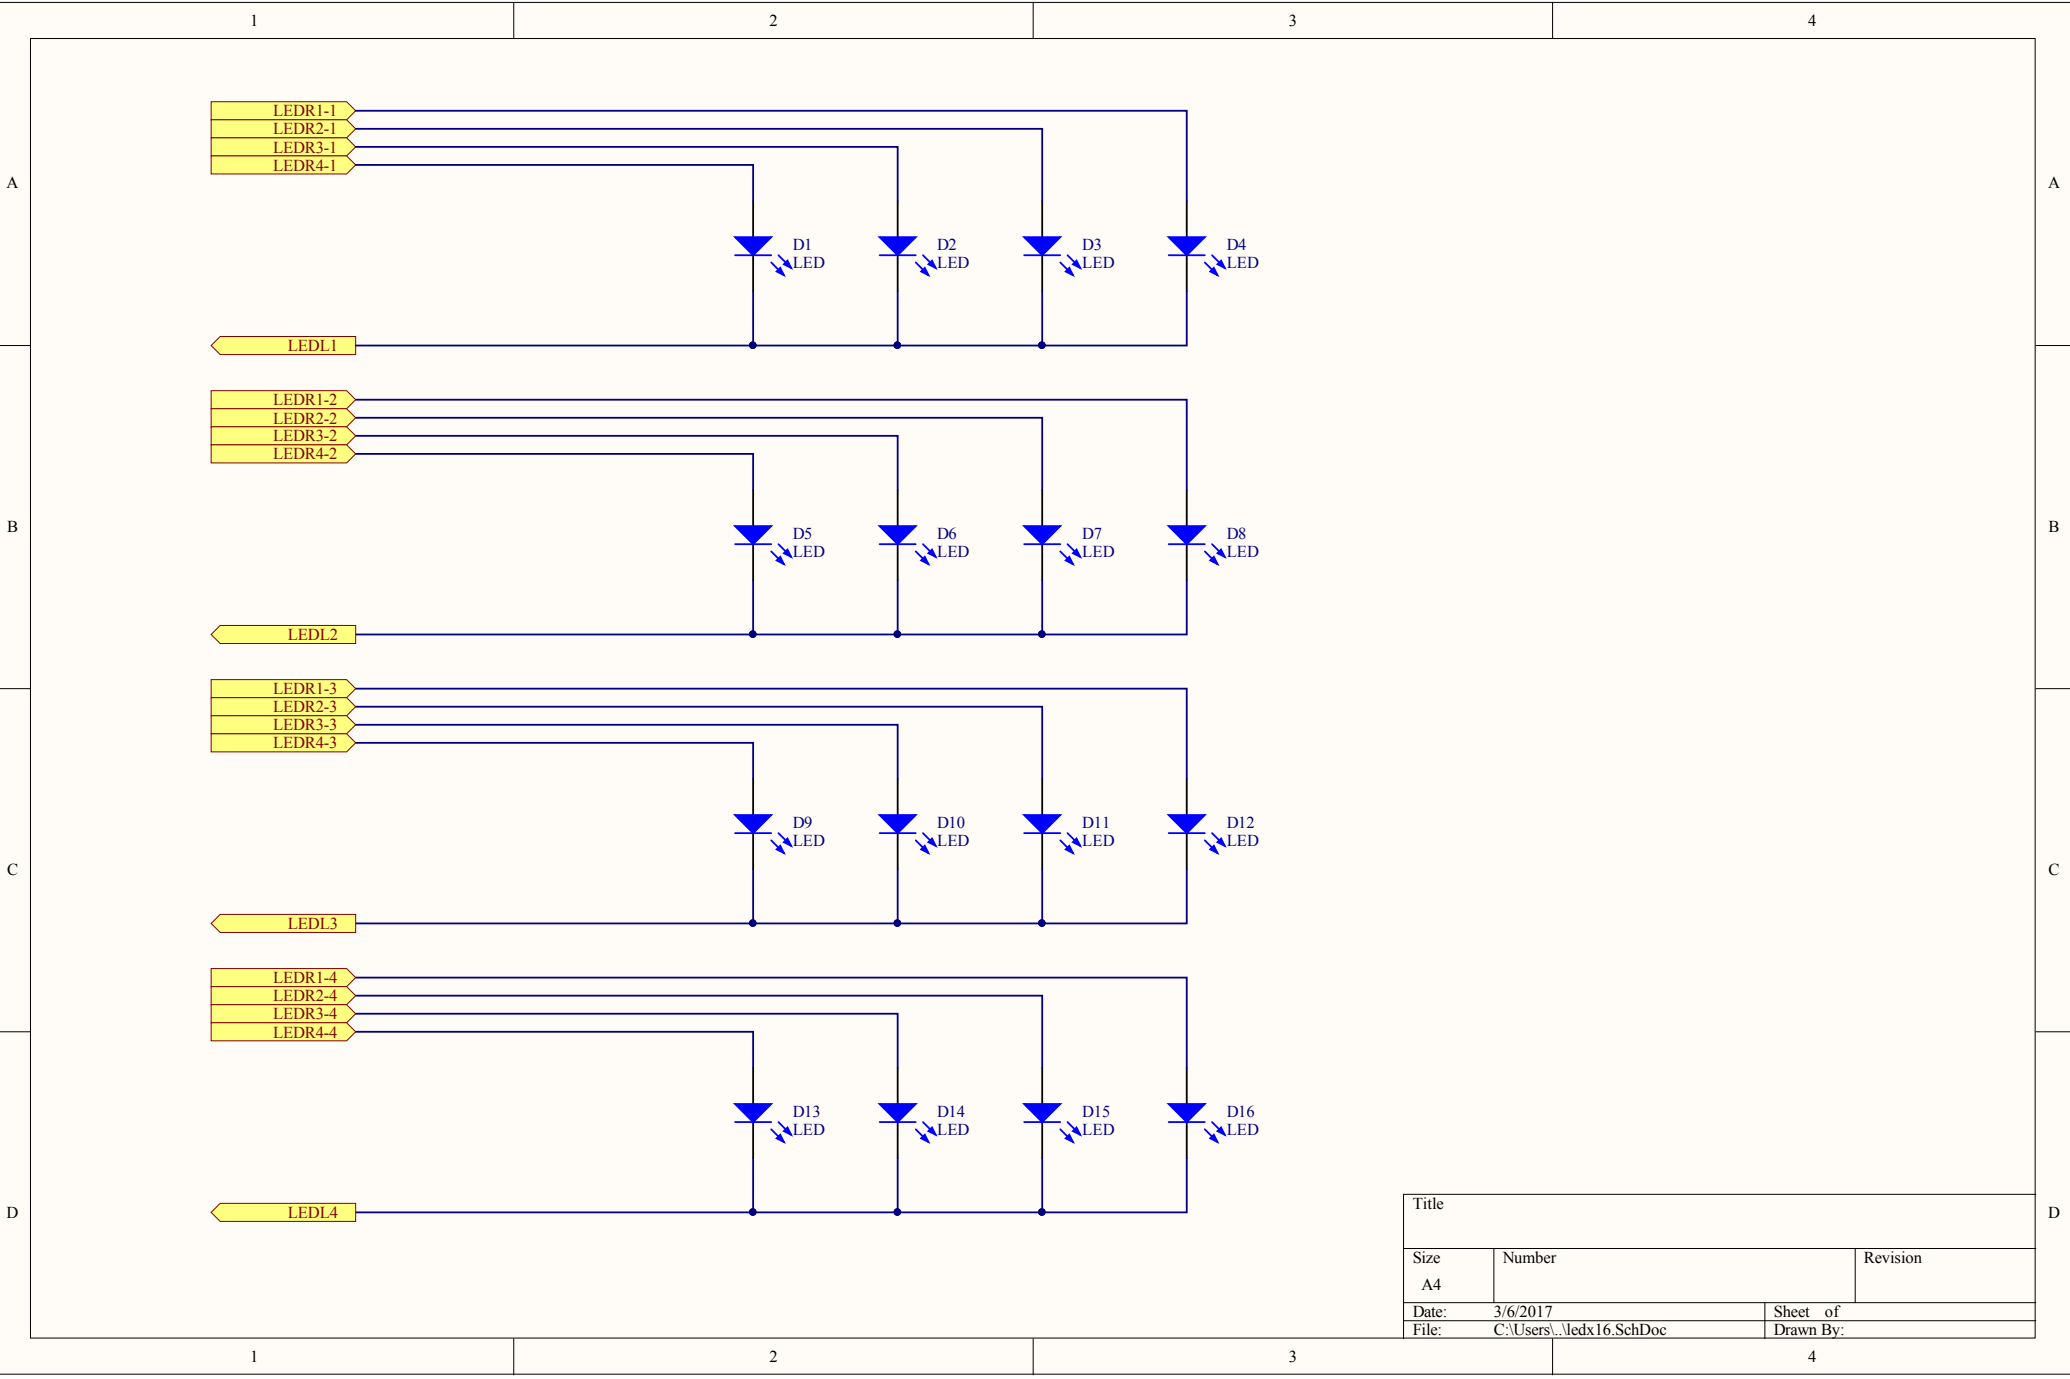 1 2 3 4
A A
LEDR1-1
LEDR2-1
LEDR3-1
LEDR4-1
D1 D2 D3 D4
LED LED LED LED
LEDL1
LEDR1-2
LEDR2-2
LEDR3-2
LEDR4-2
B B
D5 D6 D7 D8
LED LED LED LED
LEDL2
LEDR1-3
LEDR2-3
LEDR3-3
LEDR4-3
D9 D10 D11 D12
LED LED LED LED
C C
LEDL3
LEDR1-4
LEDR2-4
LEDR3-4
LEDR4-4
D13 D14 D15 D16
LED LED LED LED
D D
LEDL4
Title
Size Number Revision
A4
Date: 3/6/2017 Sheet of
File: C:\Users\..\ledx16.SchDoc Drawn By:
1 2 3 4